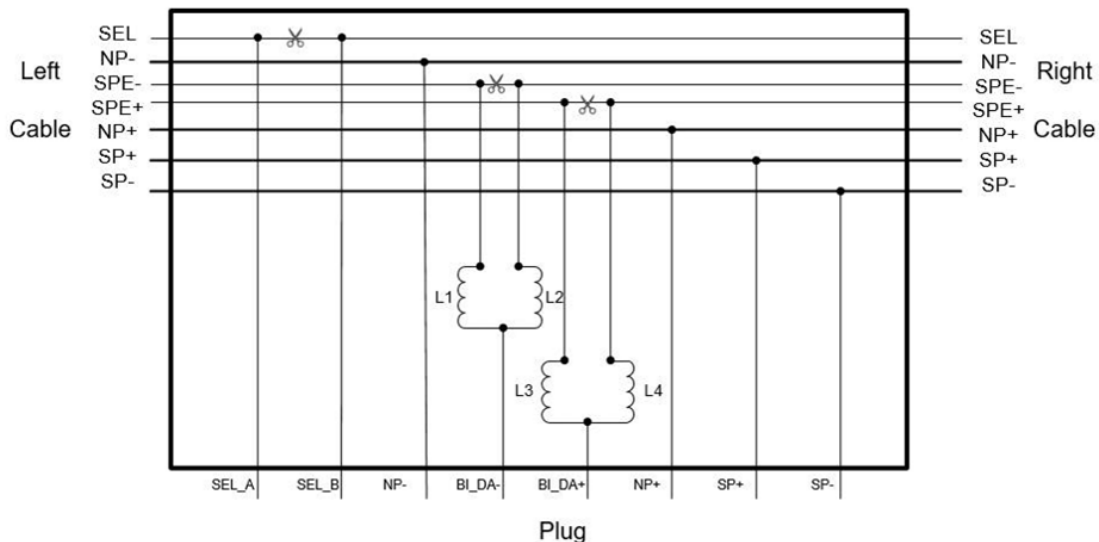 SEL
NP-
SPE-
SPE+
NP+
SP+
SP-
Left
Cable
SEL
NP-
SPE-
SPE+
NP+
SP+
SP-
Right
Cable
L1
L2
L3
L4
SEL_A
SEL_B
NP-
BI_DA-
BI_DA+
NP+
SP+
SP-
Plug